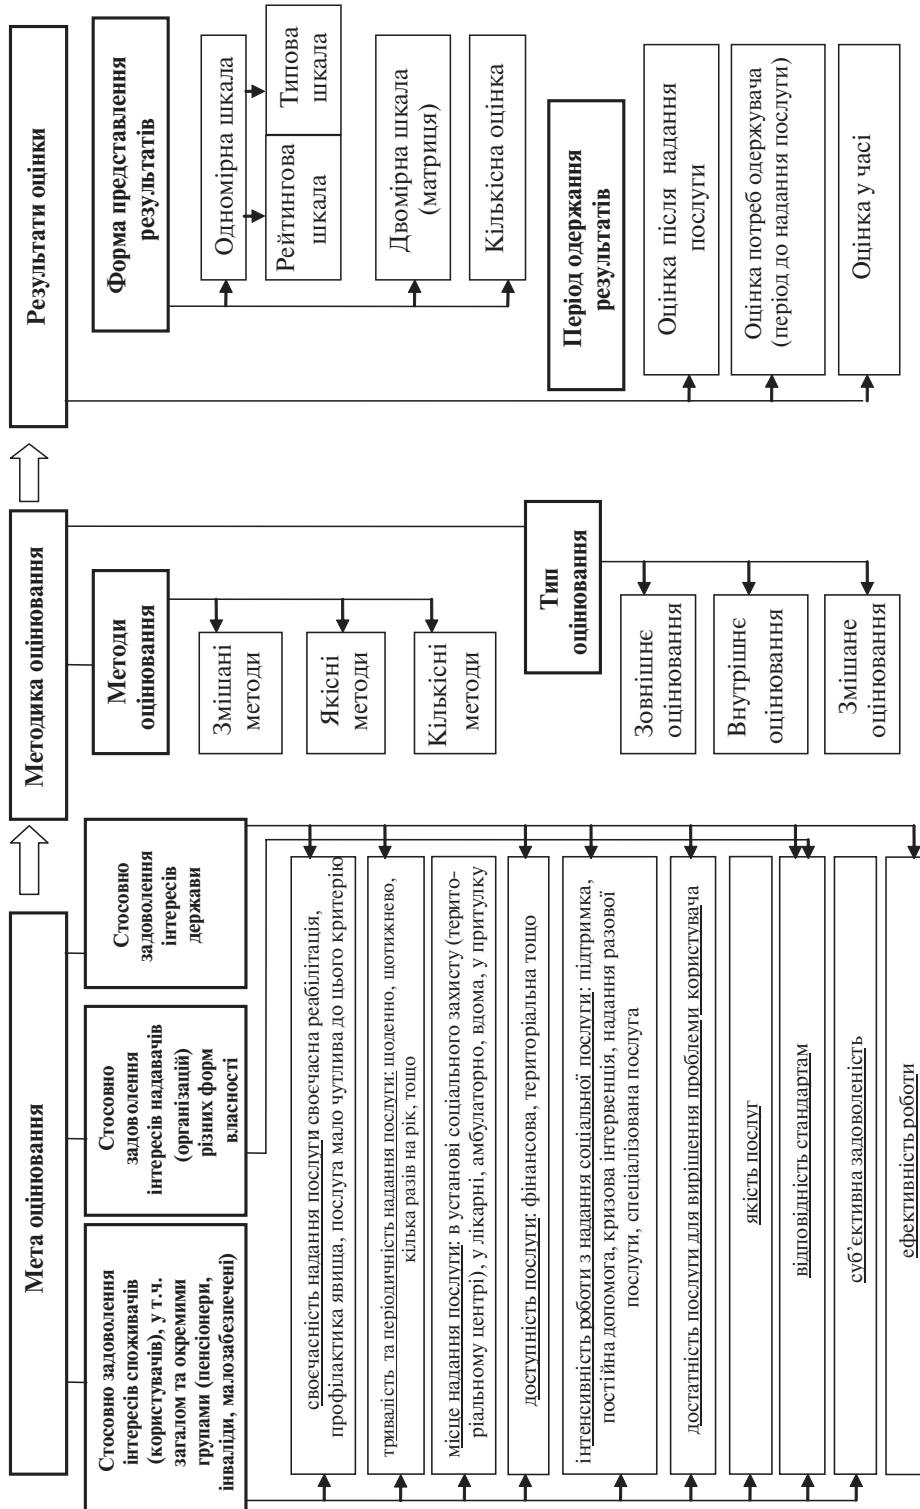 Мета оцінювання
Стосовно задоволення
інтересів споживачів
(користувачів), у т.ч.
загалом та окремими
групами (пенсіонери,
інваліди, малозабезпечені)
Стосовно
задоволення
інтересів надавачів
(організацій)
різних форм
власності
Стосовно
задоволення
інтересів
держави
своєчасність надання послуги своєчасна реабілітація,
профілактика явища, послуга мало чутлива до цього критерію
тривалість та періодичність надання послуги: щоденно, щотижнево,
кілька разів на рік, тощо
місце надання послуги: в установі соціального захисту (терито-
ріальному центрі), у лікарні, амбулаторно, вдома, у притулку
доступність послуги: фінансова, територіальна тощо
інтенсивність роботи з надання соціальної послуги: підтримка,
постійна допомога, кризова інтервенція, надання разової
послуги, спеціалізована послуга
достатність послуги для вирішення проблеми користувача
якість послуг
відповідність стандартам
суб’єктивна задоволеність
ефективність роботи
Методика оцінювання
Методи
оцінювання
Змішані
методи
Якісні
методи
Кількісні
методи
Тип
оцінювання
Зовнішнє
оцінювання
Внутрішнє
оцінювання
Змішане
оцінювання
Результати оцінки
Форма представлення
результатів
Одномірна шкала
Рейтингова
шкала
Типова
шкала
Двомірна шкала
(матриця)
Кількісна оцінка
Період одержання
результатів
Оцінка після надання
послуги
Оцінка потреб одержувача
(період до надання послуги)
Оцінка у часі